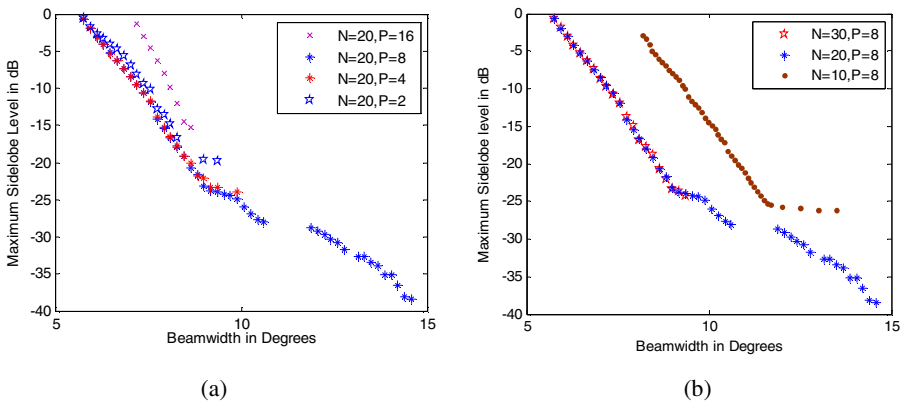 0
-5
-10
-15
-20
-25
-30
-35
-40
5
10
15
Maximum Sidelobe Level in dB
Beamwidth in Degrees
N=20,P=16
N=20,P=8
N=20,P=4
N=20,P=2
(a)
0
-5
-10
-15
-20
-25
-30
-35
-40
5
10
15
Maximum Sidelobe level in dB
Beamwidth in Degrees
N=30,P=8
N=20,P=8
N=10,P=8
(b)